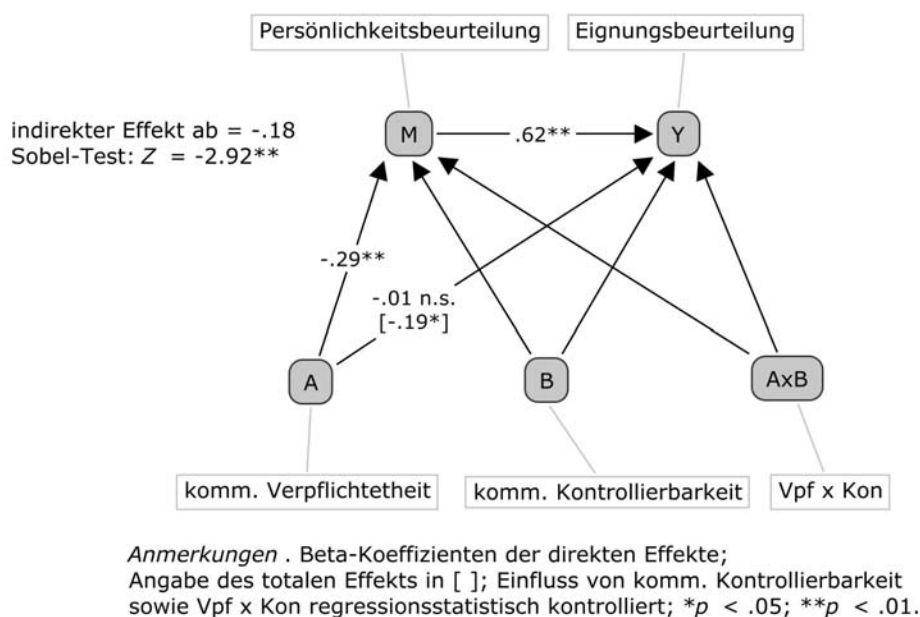 Persönlichkeitsbeurteilung
Eignungsbeurteilung
indirekter Effekt ab = -.18
Sobel-Test: Z = -2.92**
M
.62**
Y
-.29**
-.01 n.s.
[-.19*]
A
B
AxB
komm. Verpflichtetheit
komm. Kontrollierbarkeit
Vpf x Kon
Anmerkungen . Beta-Koeffizienten der direkten Effekte;
Angabe des totalen Effekts in [ ]; Einfluss von komm. Kontrollierbarkeit
sowie Vpf x Kon regressionsstatistisch kontrolliert; *p < .05; **p < .01.